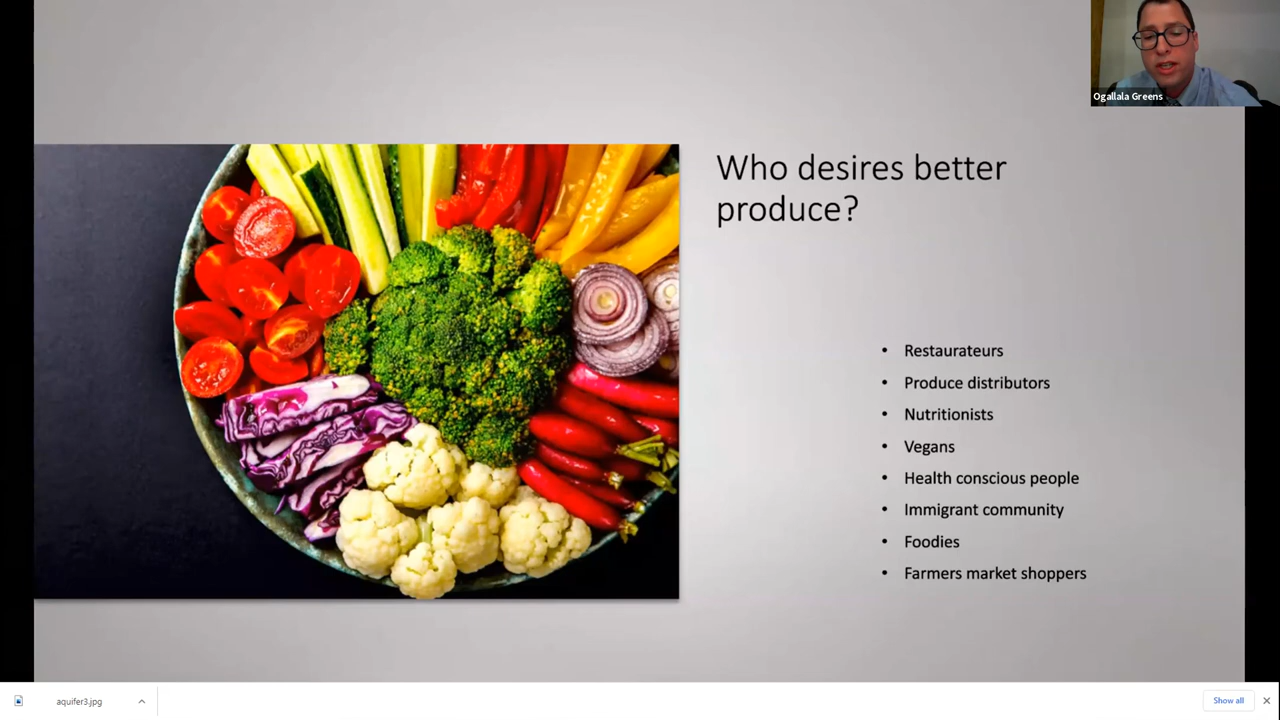 Ogallala Greens
Who desires better
produce?
• Restaurateurs
• Produce distributors
• Nutritionists
• Vegans
• Health conscious people
• Immigrant community
• Foodies
• Farmers market shoppers
aquifer3.jpg
Show all